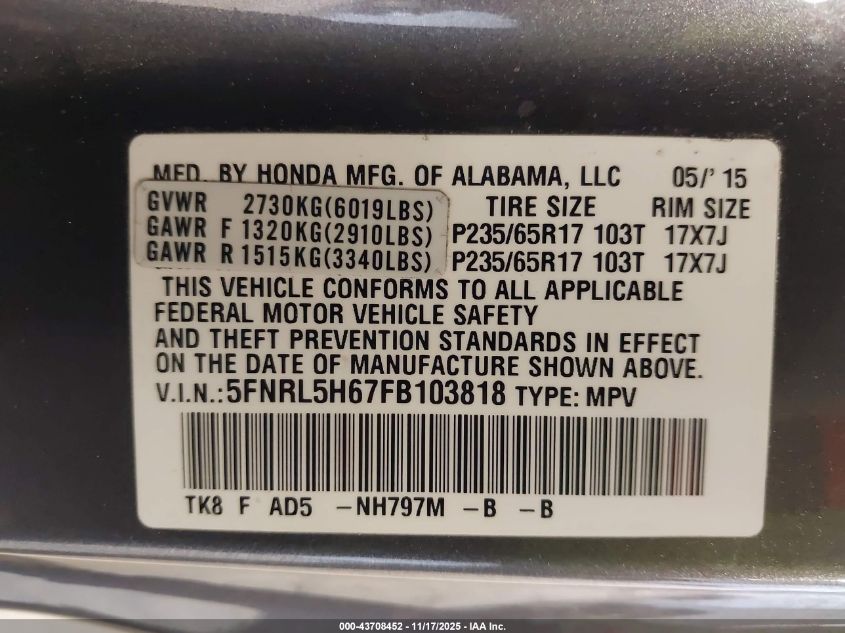 MFD. BY HONDA MFG. OF ALABAMA, LLC 05/'15
GVWR 2730KG(6019LBS) TIRE SIZE RIM SIZE
GAWR F 1320KG(2910LBS) P235/65R17 103T 17X7J
GAWR R 1515KG(3340LBS) P235/65R17 103T 17X7J
THIS VEHICLE CONFORMS TO ALL APPLICABLE
FEDERAL MOTOR VEHICLE SAFETY
AND THEFT PREVENTION STANDARDS IN EFFECT
ON THE DATE OF MANUFACTURE SHOWN ABOVE.
V.I.N.:5FNRL5H67FB103818 TYPE: MPV
TK8 F AD5 -NH797M -B -B
000-43708452 - 11/17/2025 - IAA Inc.